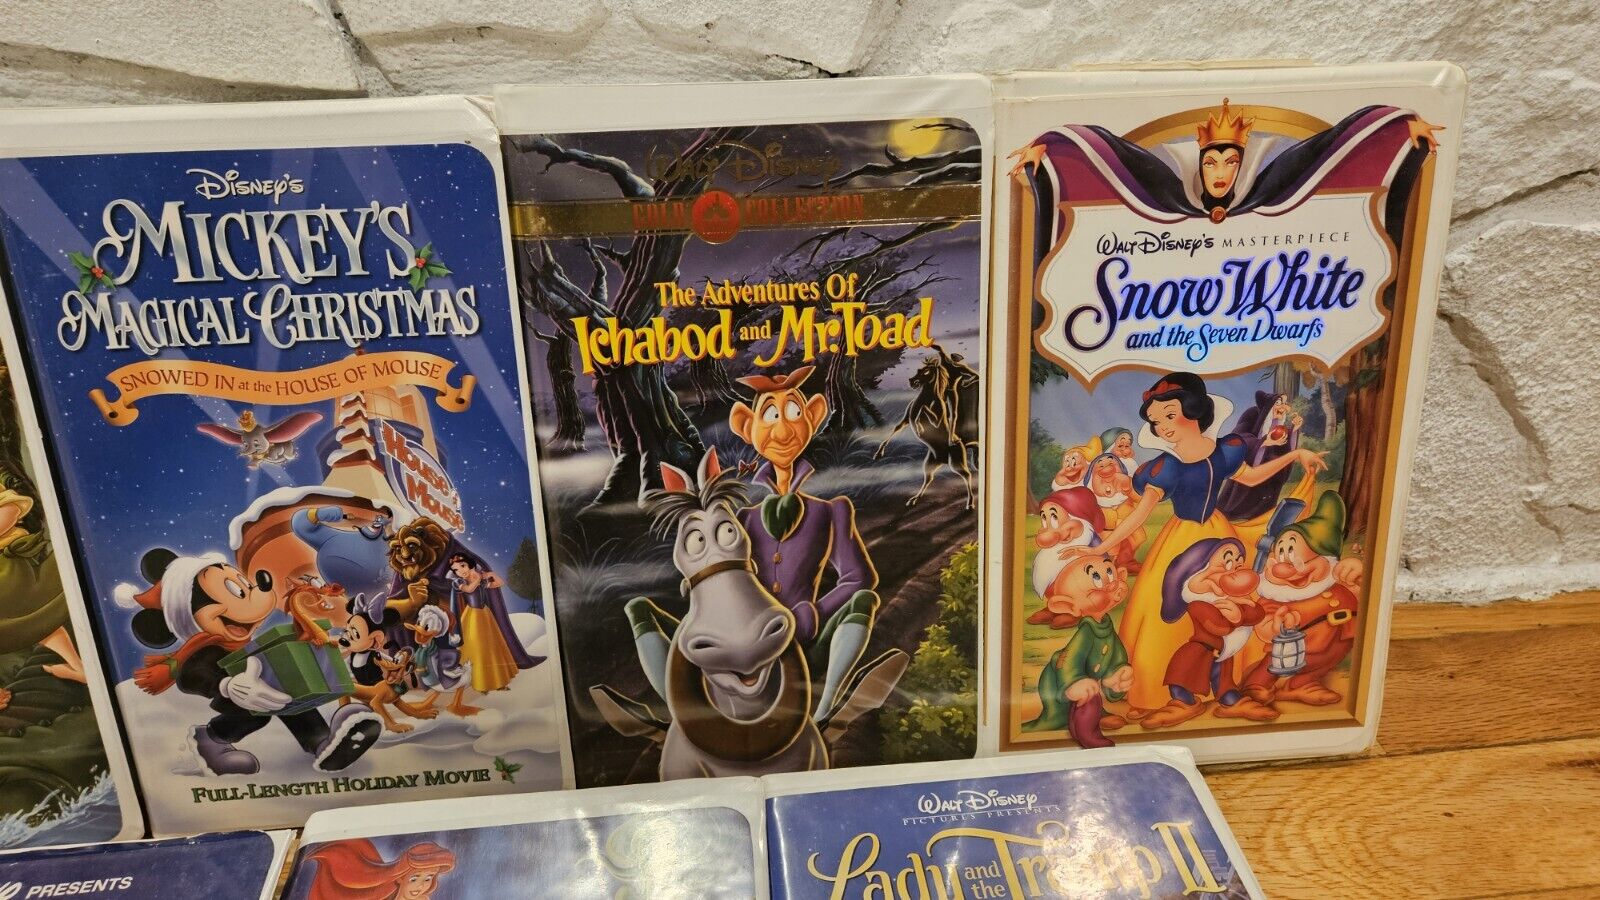 Disney's
Mickey's
Magical Christmas
Snowed in at the House of Mouse
House of Mouse
Full-Length Holiday Movie
Walt Disney
Gold Collection
The Adventures Of
Ichabod and Mr. Toad
Walt Disney's Masterpiece
Snow White
and the Seven Dwarfs
Presents
Walt Disney
Pictures Presents
Lady and the Tramp II